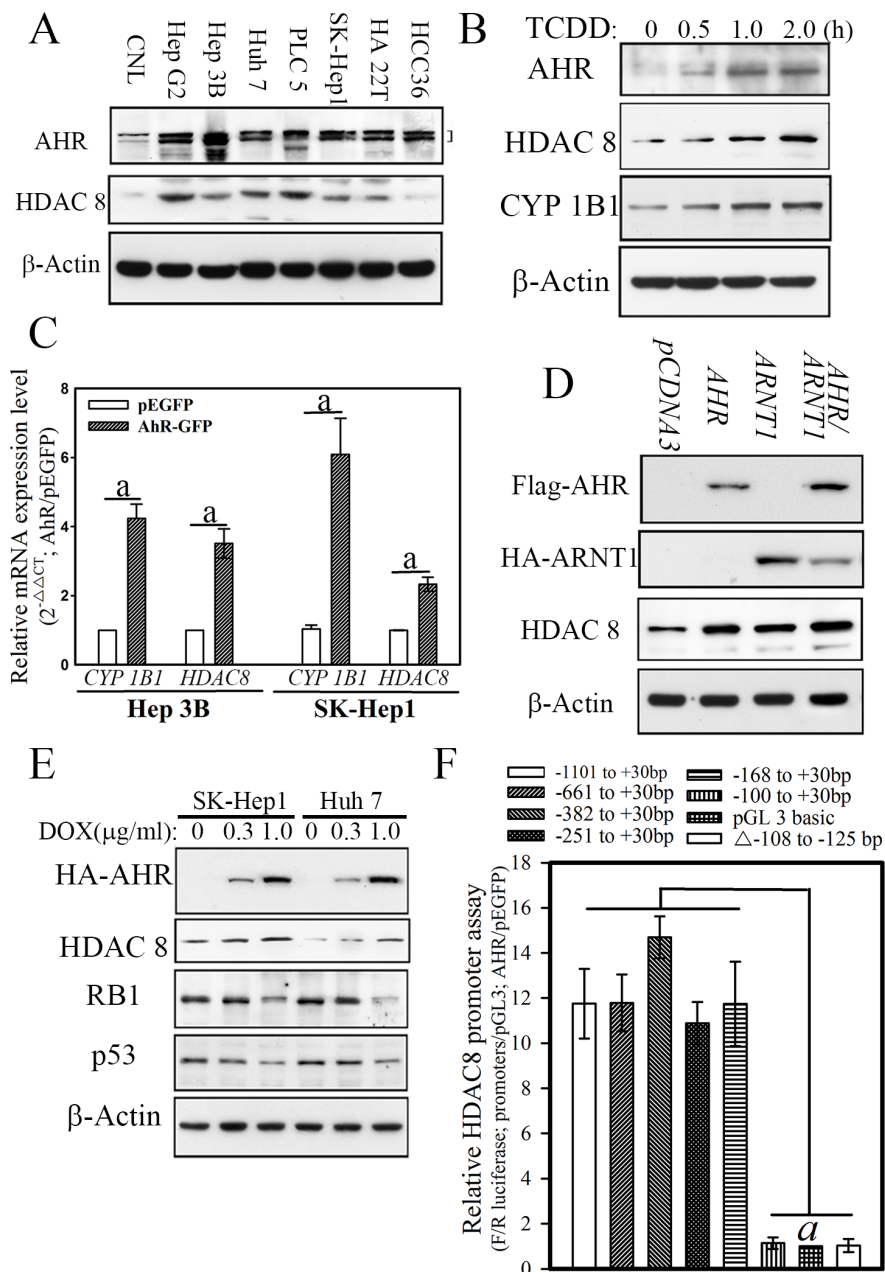 A
CNL
Hep G2
Hep 3B
Huh 7
PLC 5
SK-Hep1
HA 22T
HCC36
AHR
HDAC 8
β-Actin
B
TCDD: 0 0.5 1.0 2.0 (h)
AHR
HDAC 8
CYP 1B1
β-Actin
C
Relative mRNA expression level
(2^-△△CT; AhR/pEGFP)
8
6
4
2
0
pEGFP
AhR-GFP
a
a
a
a
CYP 1B1 HDAC8 CYP 1B1 HDAC8
Hep 3B SK-Hep1
D
pCDNA3
AHR
ARNT1
AHR/
ARNT1
Flag-AHR
HA-ARNT1
HDAC 8
β-Actin
E
SK-Hep1 Huh 7
DOX(μg/ml): 0 0.3 1.0 0 0.3 1.0
HA-AHR
HDAC 8
RB1
p53
β-Actin
F
-1101 to +30bp
-661 to +30bp
-382 to +30bp
-251 to +30bp
-168 to +30bp
-100 to +30bp
pGL 3 basic
△-108 to -125 bp
Relative HDAC8 promoter assay
(F/R luciferase; promoters/pGL3; AHR/pEGFP)
18
16
14
12
10
8
6
4
2
0
a